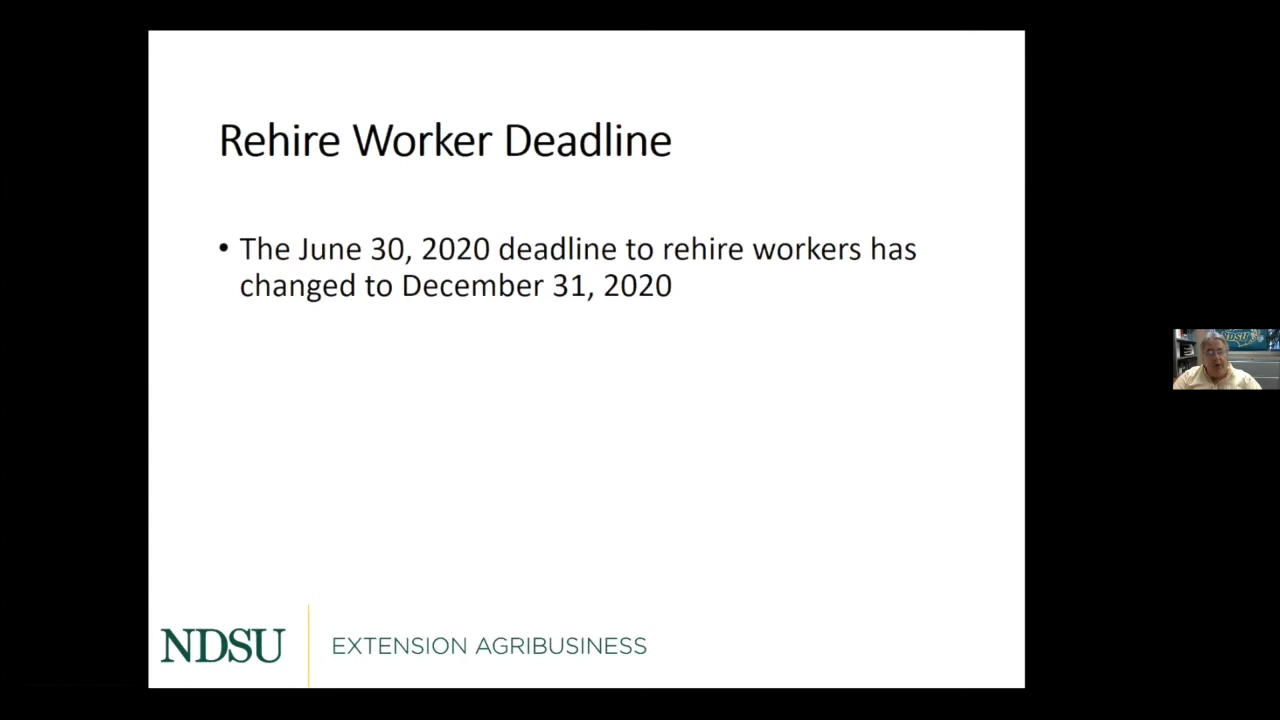 Rehire Worker Deadline
• The June 30, 2020 deadline to rehire workers has
changed to December 31, 2020
NDSU
EXTENSION AGRIBUSINESS
NDSU